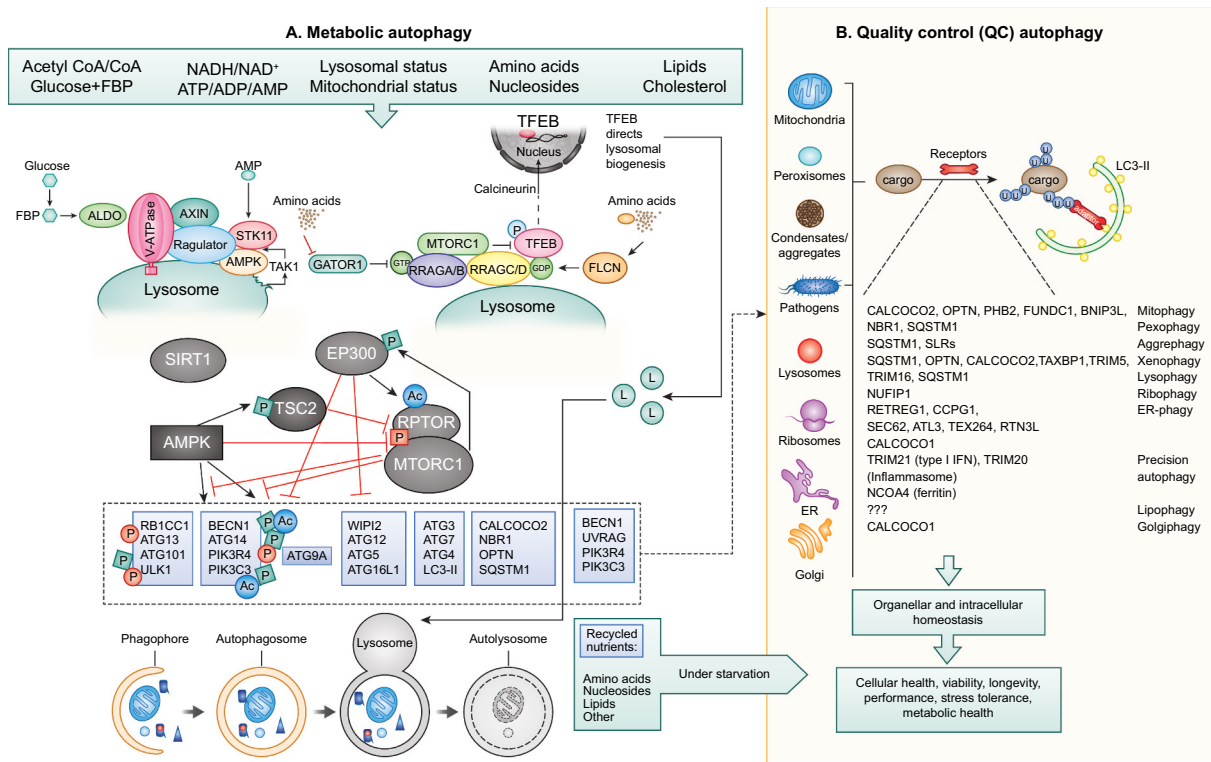 A. Metabolic autophagy
Acetyl CoA/CoA
Glucose+FBP
NADH/NAD+
ATP/ADP/AMP
Lysosomal status
Mitochondrial status
Amino acids
Nucleosides
Lipids
Cholesterol
TFEB
Nucleus
TFEB
directs
lysosomal
biogenesis
Calcineurin
Glucose
FBP
ALDO
V-ATPase
AXIN
Ragulator
AMP
STK11
AMPK
TAK1
Lysosome
Amino acids
GATOR1
GTP
MTORC1
RRAGA/B
RRAGC/D
P
TFEB
GDP
FLCN
Amino acids
Lysosome
SIRT1
EP300
P
Ac
P
TSC2
RPTOR
P
AMPK
MTORC1
L
L
L
P
P
P
RB1CC1
ATG13
ATG101
ULK1
BECN1
ATG14
PIK3R4
PIK3C3
P
Ac
P
P
P
Ac
ATG9A
WIPI2
ATG12
ATG5
ATG16L1
ATG3
ATG7
ATG4
LC3-II
CALCOCO2
NBR1
OPTN
SQSTM1
BECN1
UVRAG
PIK3R4
PIK3C3
Phagophore
Autophagosome
Lysosome
Autolysosome
Recycled
nutrients:
Amino acids
Nucleosides
Lipids
Other
Under starvation
B. Quality control (QC) autophagy
Mitochondria
Peroxisomes
Condensates/
aggregates
Pathogens
Lysosomes
Ribosomes
ER
Golgi
cargo
Receptors
U
U
U
cargo
U
U
U
U
U
U
LC3-II
CALCOCO2, OPTN, PHB2, FUNDC1, BNIP3L, Mitophagy
NBR1, SQSTM1 Pexophagy
SQSTM1, SLRs Aggrephagy
SQSTM1, OPTN, CALCOCO2,TAXBP1,TRIM5, Xenophagy
TRIM16, SQSTM1 Lysophagy
NUFIP1 Ribophagy
RETREG1, CCPG1, ER-phagy
SEC62, ATL3, TEX264, RTN3L
CALCOCO1
TRIM21 (type I IFN), TRIM20 Precision
(Inflammasome) autophagy
NCOA4 (ferritin)
??? Lipophagy
CALCOCO1 Golgiphagy
Organellar and intracellular
homeostasis
Cellular health, viability, longevity,
performance, stress tolerance,
metabolic health